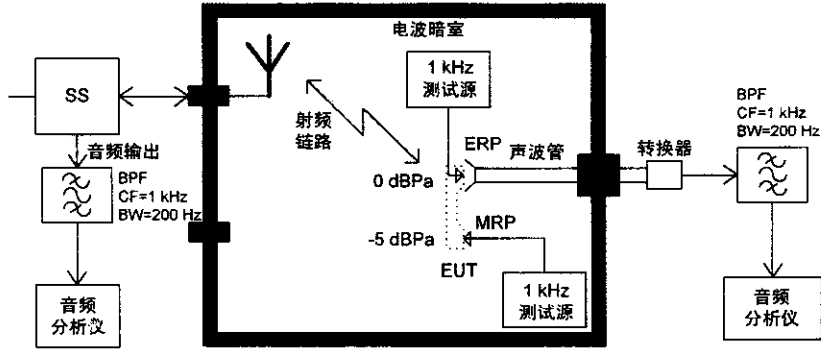 电波暗室
SS
1 kHz
测试源
射频
链路
音频输出
BPF
CF=1 kHz
BW=200 Hz
ERP
声波管
转换器
BPF
CF=1 kHz
BW=200 Hz
0 dBPa
-5 dBPa
MRP
EUT
1 kHz
测试源
音频
分析仪
音频
分析仪